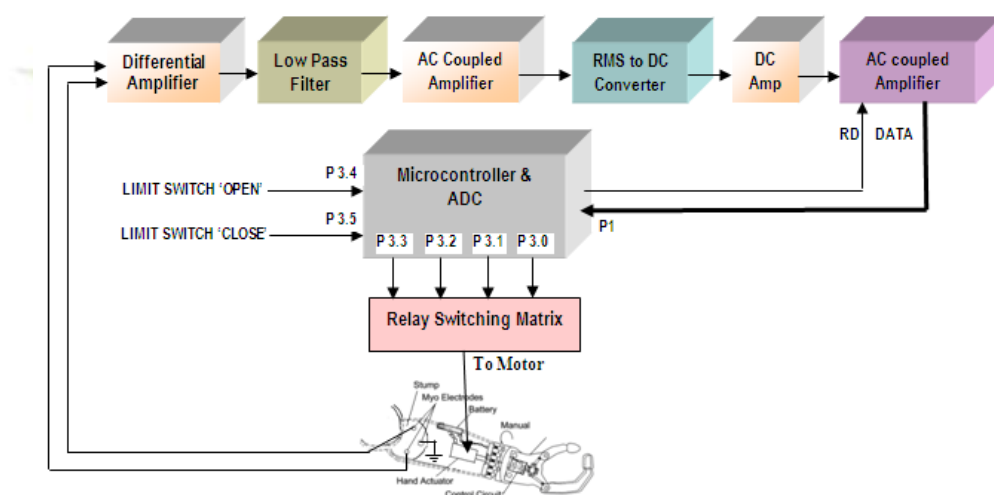 Differential
Amplifier
Low Pass
Filter
AC Coupled
Amplifier
RMS to DC
Converter
DC
Amp
AC coupled
Amplifier
RD DATA
P 3.4
LIMIT SWITCH 'OPEN'
Microcontroller &
ADC
P 3.5
LIMIT SWITCH 'CLOSE'
P1
P 3.3 P 3.2 P 3.1 P 3.0
Relay Switching Matrix
To Motor
Stump
Myo Electrodes
Battery
Manual
Hand Actuator
Control Circuit